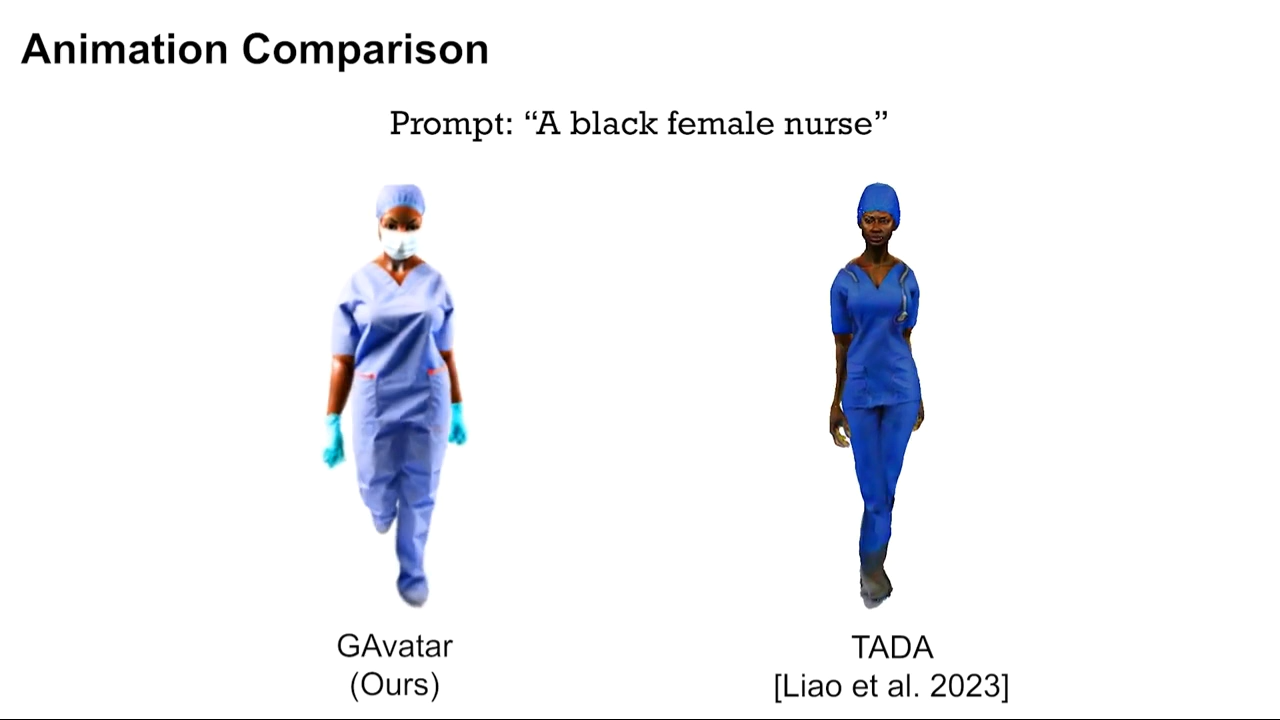 Animation Comparison
Prompt: “A black female nurse”
GAvatar
(Ours)
TADA
[Liao et al. 2023]